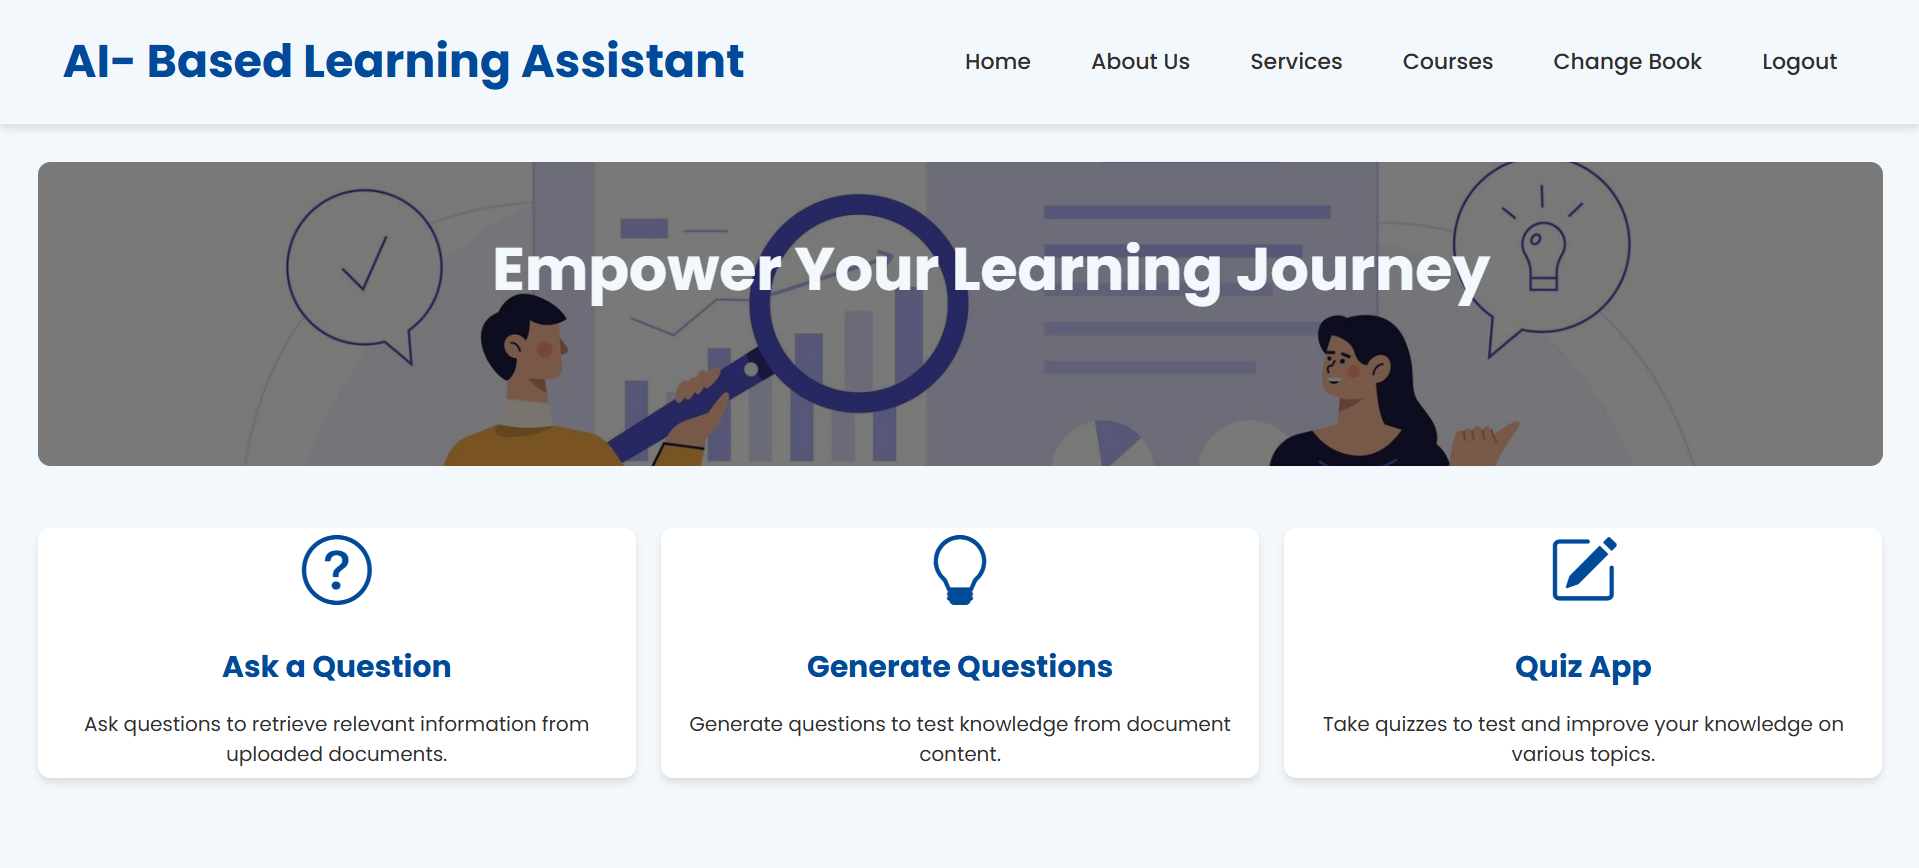 AI- Based Learning Assistant
Home About Us Services Courses Change Book Logout
Empower Your Learning Journey
Ask a Question
Ask questions to retrieve relevant information from
uploaded documents.
Generate Questions
Generate questions to test knowledge from document
content.
Quiz App
Take quizzes to test and improve your knowledge on
various topics.